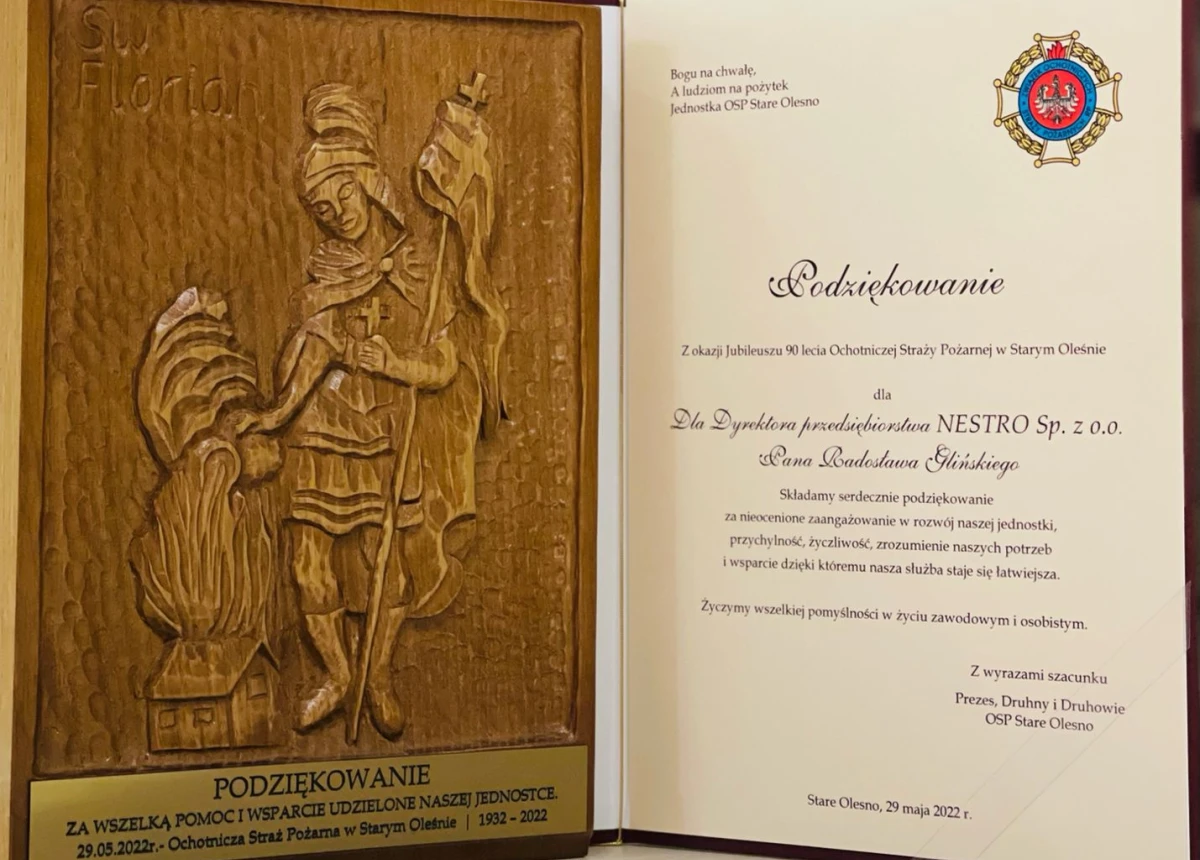 Św
Florian
PODZIĘKOWANIE
ZA WSZELKĄ POMOC I WSPARCIE UDZIELONE NASZEJ JEDNOSTCE.
29.05.2022r.- Ochotnicza Straż Pożarna w Starym Oleśnie | 1932 – 2022
Bogu na chwałę,
A ludziom na pożytek
Jednostka OSP Stare Olesno
Podziękowanie
Z okazji Jubileuszu 90 lecia Ochotniczej Straży Pożarnej w Starym Oleśnie
dla
Dla Dyrektora przedsiębiorstwa NESTRO Sp. z o.o.
Pana Radosława Glińskiego
Składamy serdecznie podziękowanie
za nieocenione zaangażowanie w rozwój naszej jednostki,
przychylność, życzliwość, zrozumienie naszych potrzeb
i wsparcie dzięki któremu nasza służba staje się łatwiejsza.
Życzymy wszelkiej pomyślności w życiu zawodowym i osobistym.
Z wyrazami szacunku
Prezes, Druhny i Druhowie
OSP Stare Olesno
Stare Olesno, 29 maja 2022 r.